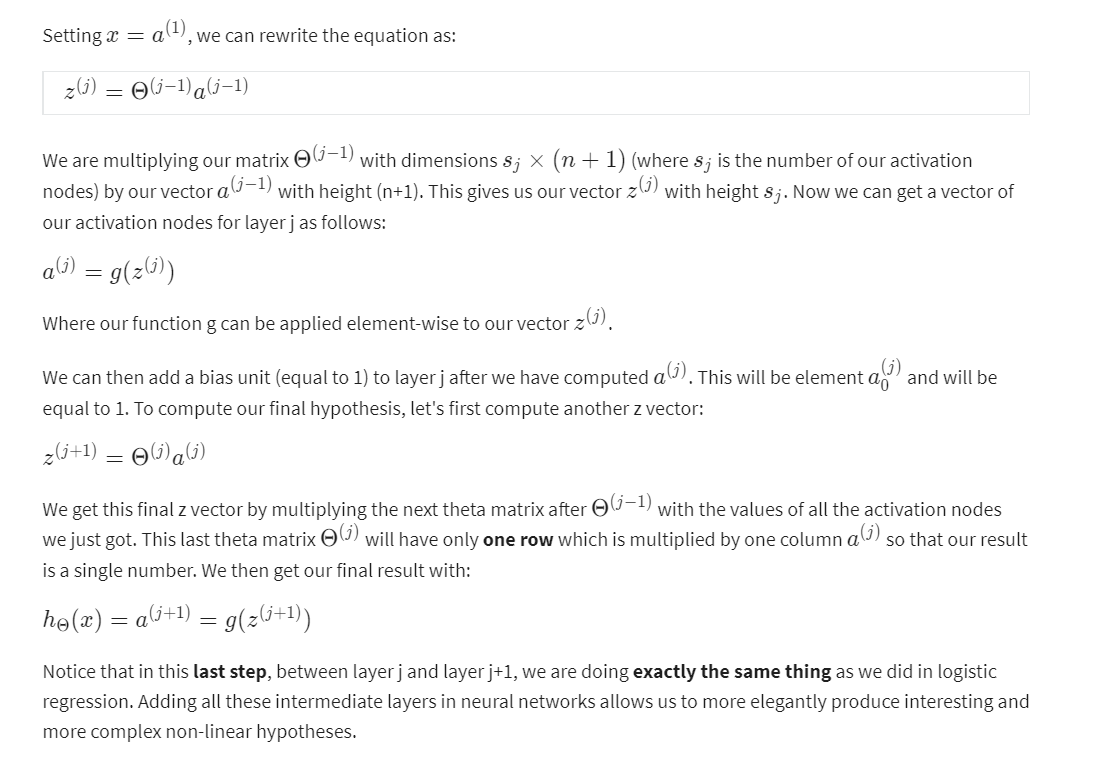 Setting x = a⁽¹⁾, we can rewrite the equation as:
z⁽ʲ⁾ = Θ⁽ʲ⁻¹⁾a⁽ʲ⁻¹⁾
We are multiplying our matrix Θ⁽ʲ⁻¹⁾ with dimensions sⱼ × (n + 1) (where sⱼ is the number of our activation
nodes) by our vector a⁽ʲ⁻¹⁾ with height (n+1). This gives us our vector z⁽ʲ⁾ with height sⱼ. Now we can get a vector of
our activation nodes for layer j as follows:
a⁽ʲ⁾ = g(z⁽ʲ⁾)
Where our function g can be applied element-wise to our vector z⁽ʲ⁾.
We can then add a bias unit (equal to 1) to layer j after we have computed a⁽ʲ⁾. This will be element a₀⁽ʲ⁾ and will be
equal to 1. To compute our final hypothesis, let's first compute another z vector:
z⁽ʲ⁺¹⁾ = Θ⁽ʲ⁾a⁽ʲ⁾
We get this final z vector by multiplying the next theta matrix after Θ⁽ʲ⁻¹⁾ with the values of all the activation nodes
we just got. This last theta matrix Θ⁽ʲ⁾ will have only one row which is multiplied by one column a⁽ʲ⁾ so that our result
is a single number. We then get our final result with:
h_Θ(x) = a⁽ʲ⁺¹⁾ = g(z⁽ʲ⁺¹⁾)
Notice that in this last step, between layer j and layer j+1, we are doing exactly the same thing as we did in logistic
regression. Adding all these intermediate layers in neural networks allows us to more elegantly produce interesting and
more complex non-linear hypotheses.